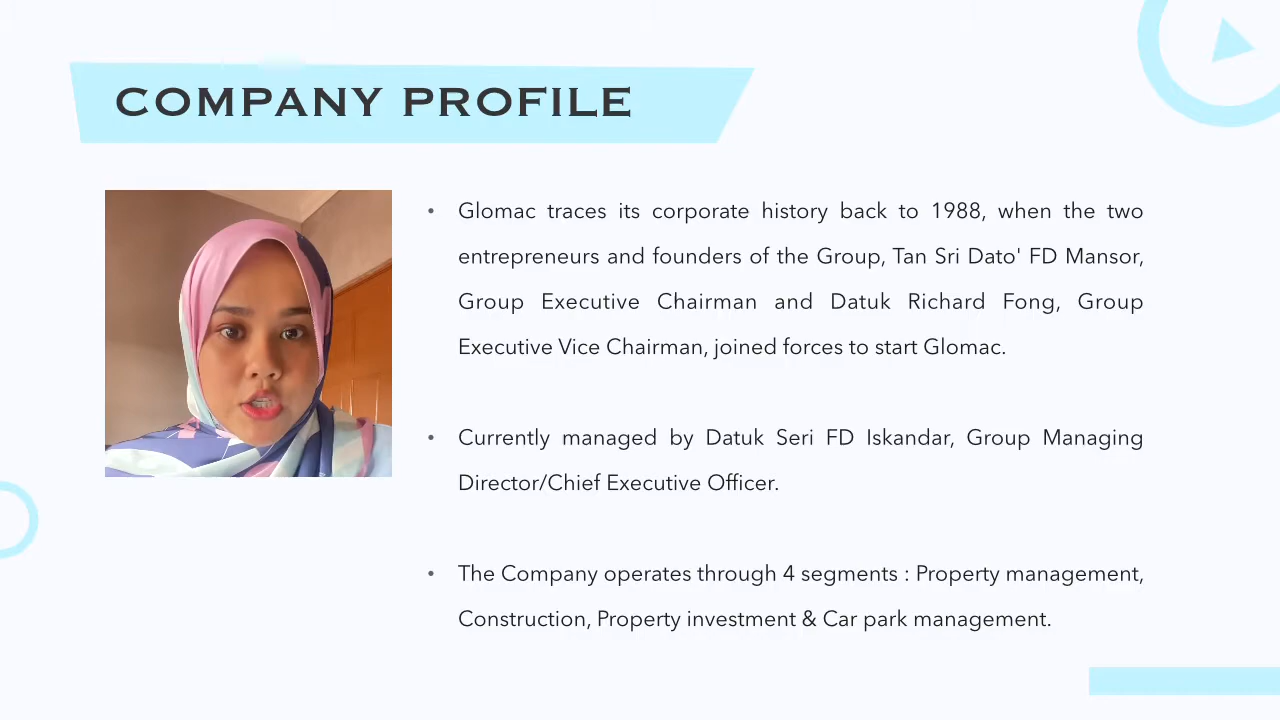 COMPANY PROFILE
• Glomac traces its corporate history back to 1988, when the two
entrepreneurs and founders of the Group, Tan Sri Dato' FD Mansor,
Group Executive Chairman and Datuk Richard Fong, Group
Executive Vice Chairman, joined forces to start Glomac.
• Currently managed by Datuk Seri FD Iskandar, Group Managing
Director/Chief Executive Officer.
• The Company operates through 4 segments : Property management,
Construction, Property investment & Car park management.